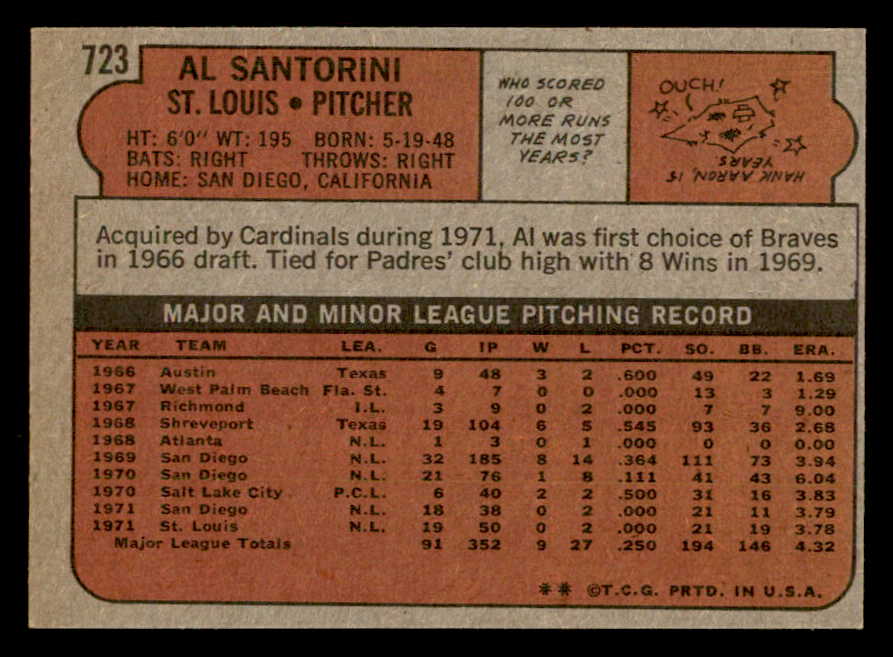 723
AL SANTORINI
ST. LOUIS • PITCHER
HT: 6'0" WT: 195 BORN: 5-19-48
BATS: RIGHT THROWS: RIGHT
HOME: SAN DIEGO, CALIFORNIA
WHO SCORED
100 OR
MORE RUNS
THE MOST
YEARS?
OUCH!
HANK AARON, 15
YEARS
Acquired by Cardinals during 1971, Al was first choice of Braves
in 1966 draft. Tied for Padres' club high with 8 Wins in 1969.
MAJOR AND MINOR LEAGUE PITCHING RECORD
YEAR TEAM LEA. G IP W L PCT. SO. BB. ERA.
1966 Austin Texas 9 48 3 2 .600 49 22 1.69
1967 West Palm Beach Fla. St. 4 7 0 0 .000 13 3 1.29
1967 Richmond I.L. 3 9 0 2 .000 7 7 9.00
1968 Shreveport Texas 19 104 6 5 .545 93 36 2.68
1968 Atlanta N.L. 1 3 0 1 .000 0 0 0.00
1969 San Diego N.L. 32 185 8 14 .364 111 73 3.94
1970 San Diego N.L. 21 76 1 8 .111 41 43 6.04
1970 Salt Lake City P.C.L. 6 40 2 2 .500 31 16 3.83
1971 San Diego N.L. 18 38 0 2 .000 21 11 3.79
1971 St. Louis N.L. 19 50 0 2 .000 21 19 3.78
Major League Totals 91 352 9 27 .250 194 146 4.32
** ©T.C.G. PRTD. IN U.S.A.